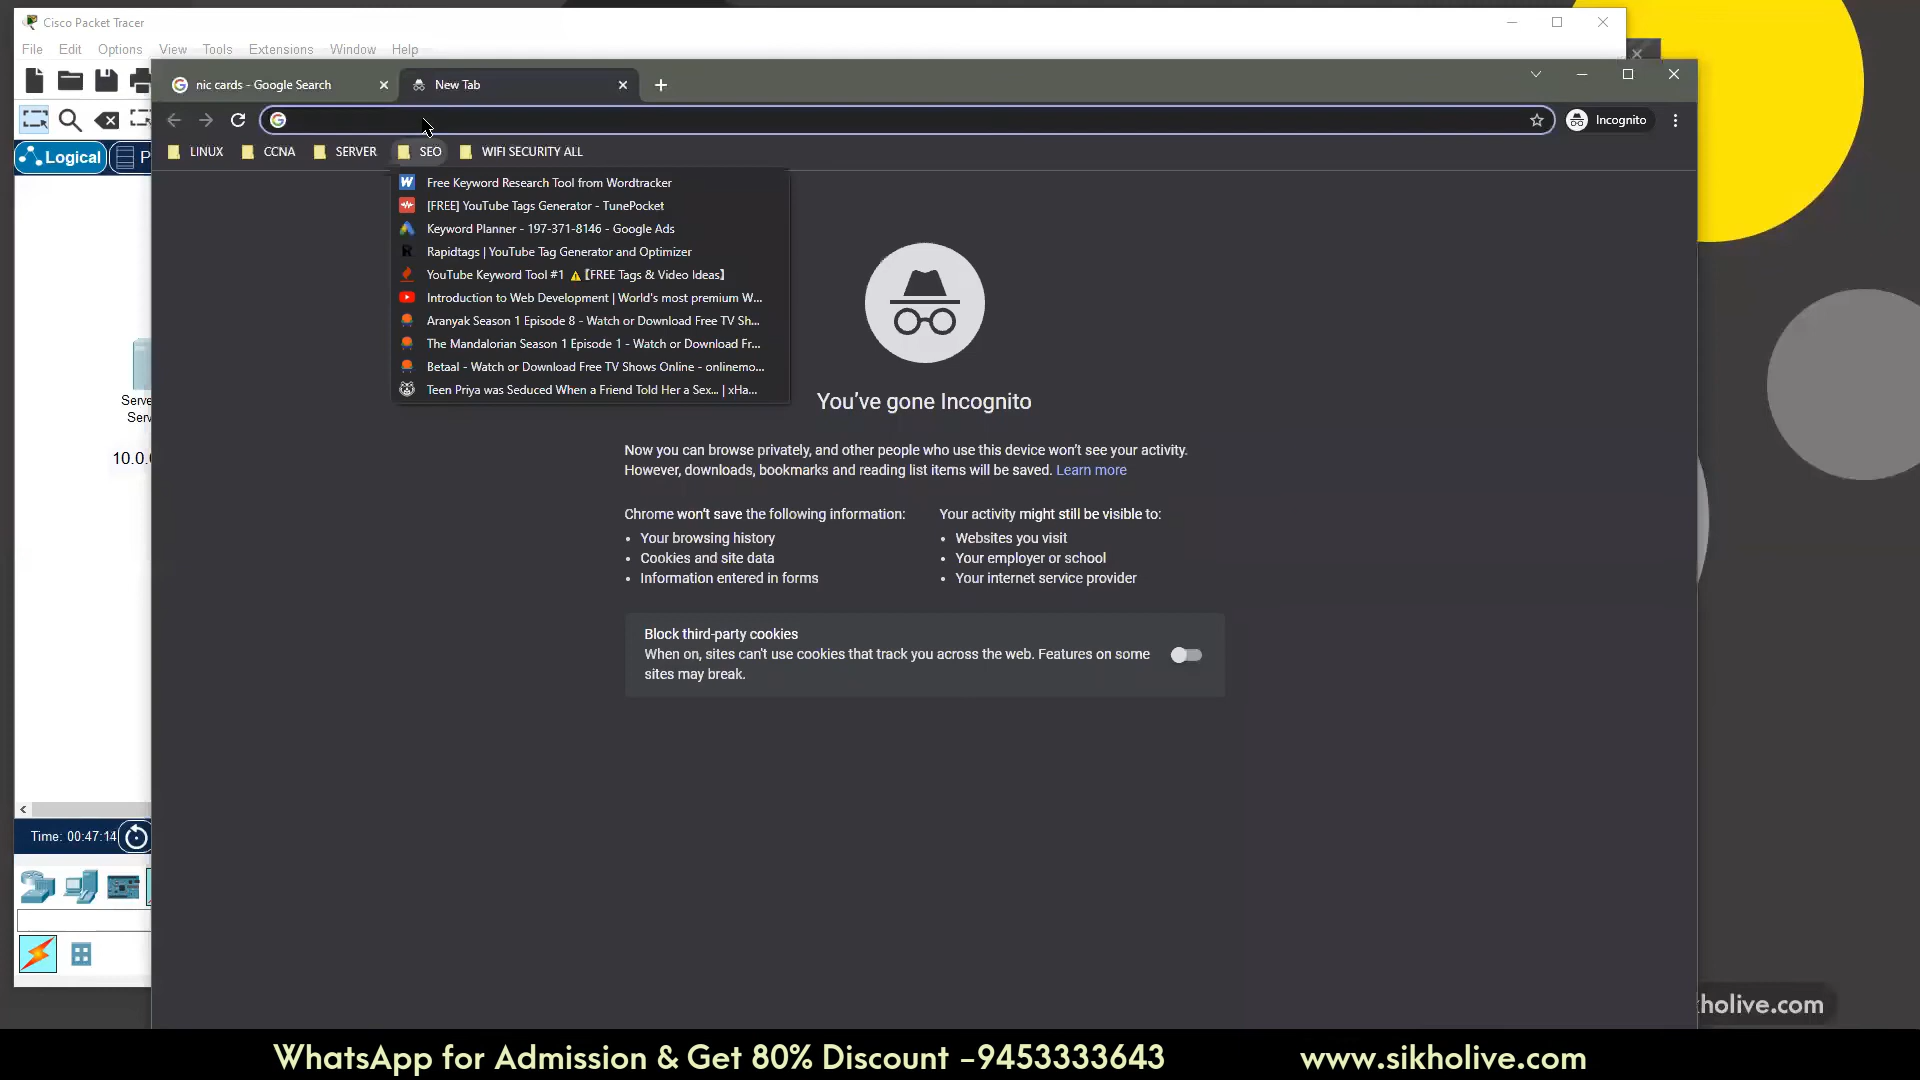 Cisco Packet Tracer
File Edit Options View Tools Extensions Window Help
nic cards - Google Search
New Tab
Incognito
LINUX
CCNA
SERVER
SEO
WIFI SECURITY ALL
Logical
P
Free Keyword Research Tool from Wordtracker
[FREE] YouTube Tags Generator - TunePocket
Keyword Planner - 197-371-8146 - Google Ads
Rapidtags | YouTube Tag Generator and Optimizer
YouTube Keyword Tool #1 ⚠【FREE Tags & Video Ideas】
Introduction to Web Development | World's most premium W...
Aranyak Season 1 Episode 8 - Watch or Download Free TV Sh...
The Mandalorian Season 1 Episode 1 - Watch or Download Fr...
Betaal - Watch or Download Free TV Shows Online - onlinemo...
Teen Priya was Seduced When a Friend Told Her a Sex... | xHa...
Serve
Serv
10.0.
You've gone Incognito
Now you can browse privately, and other people who use this device won't see your activity.
However, downloads, bookmarks and reading list items will be saved. Learn more
Chrome won't save the following information:
• Your browsing history
• Cookies and site data
• Information entered in forms
Your activity might still be visible to:
• Websites you visit
• Your employer or school
• Your internet service provider
Block third-party cookies
When on, sites can't use cookies that track you across the web. Features on some
sites may break.
Time: 00:47:14
holive.com
WhatsApp for Admission & Get 80% Discount -9453333643
www.sikholive.com